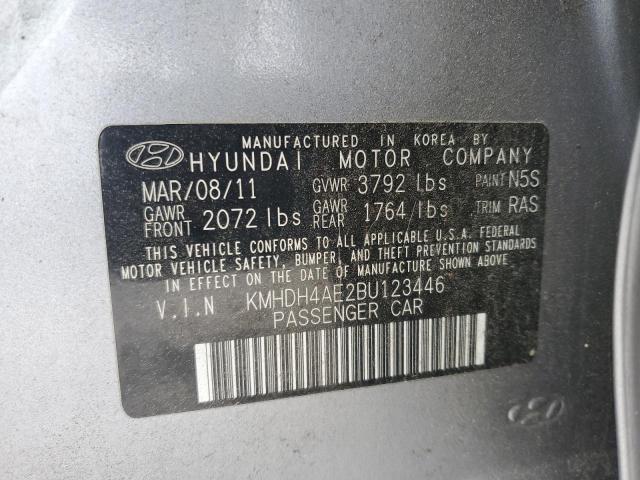 MANUFACTURED IN KOREA BY
HYUNDAI MOTOR COMPANY
MAR/08/11 GVWR 3792 lbs PAINT N5S
GAWR FRONT 2072 lbs GAWR REAR 1764 lbs TRIM RAS
THIS VEHICLE CONFORMS TO ALL APPLICABLE U.S.A. FEDERAL
MOTOR VEHICLE SAFETY, BUMPER, AND THEFT PREVENTION STANDARDS
IN EFFECT ON THE DATE OF MANUFACTURE SHOWN ABOVE
V.I.N KMHDH4AE2BU123446
PASSENGER CAR